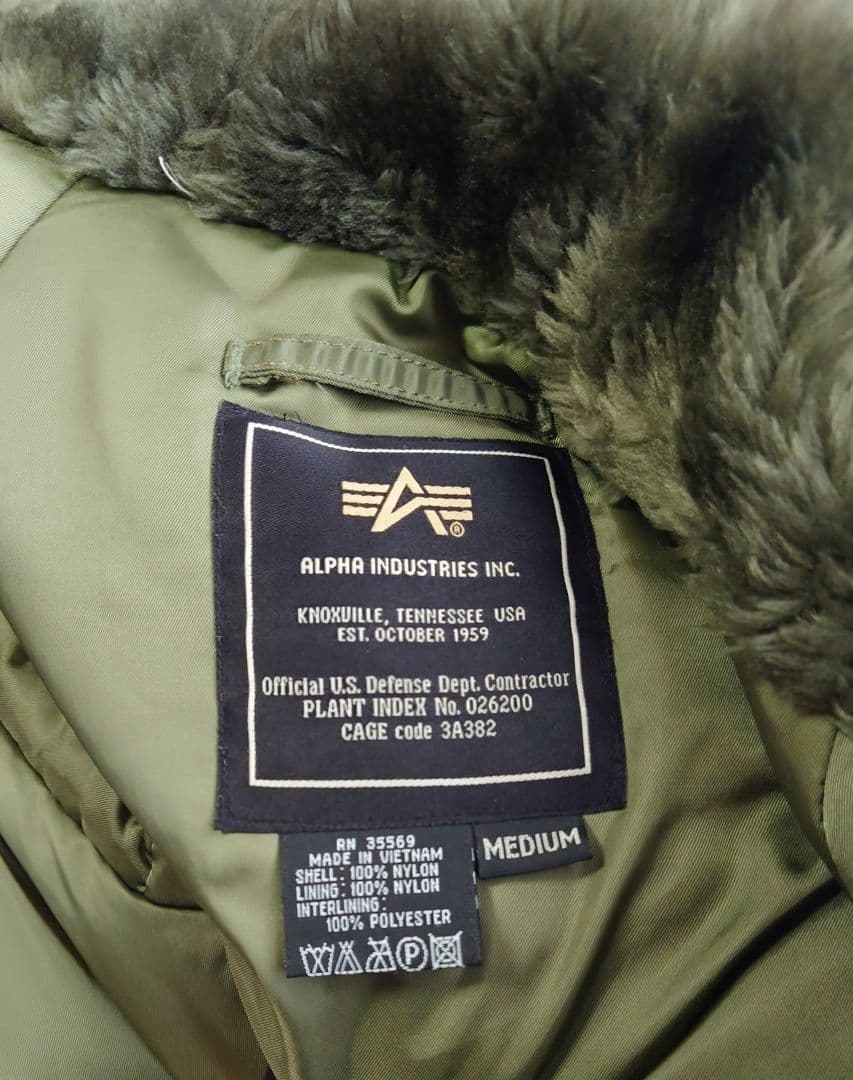 ®
ALPHA INDUSTRIES INC.
KNOXVILLE, TENNESSEE USA
EST. OCTOBER 1959
Official U.S. Defense Dept. Contractor
PLANT INDEX No. 026200
CAGE code 3A382
MEDIUM
RN 35569
MADE IN VIETNAM
SHELL: 100% NYLON
LINING: 100% NYLON
INTERLINING:
100% POLYESTER
P